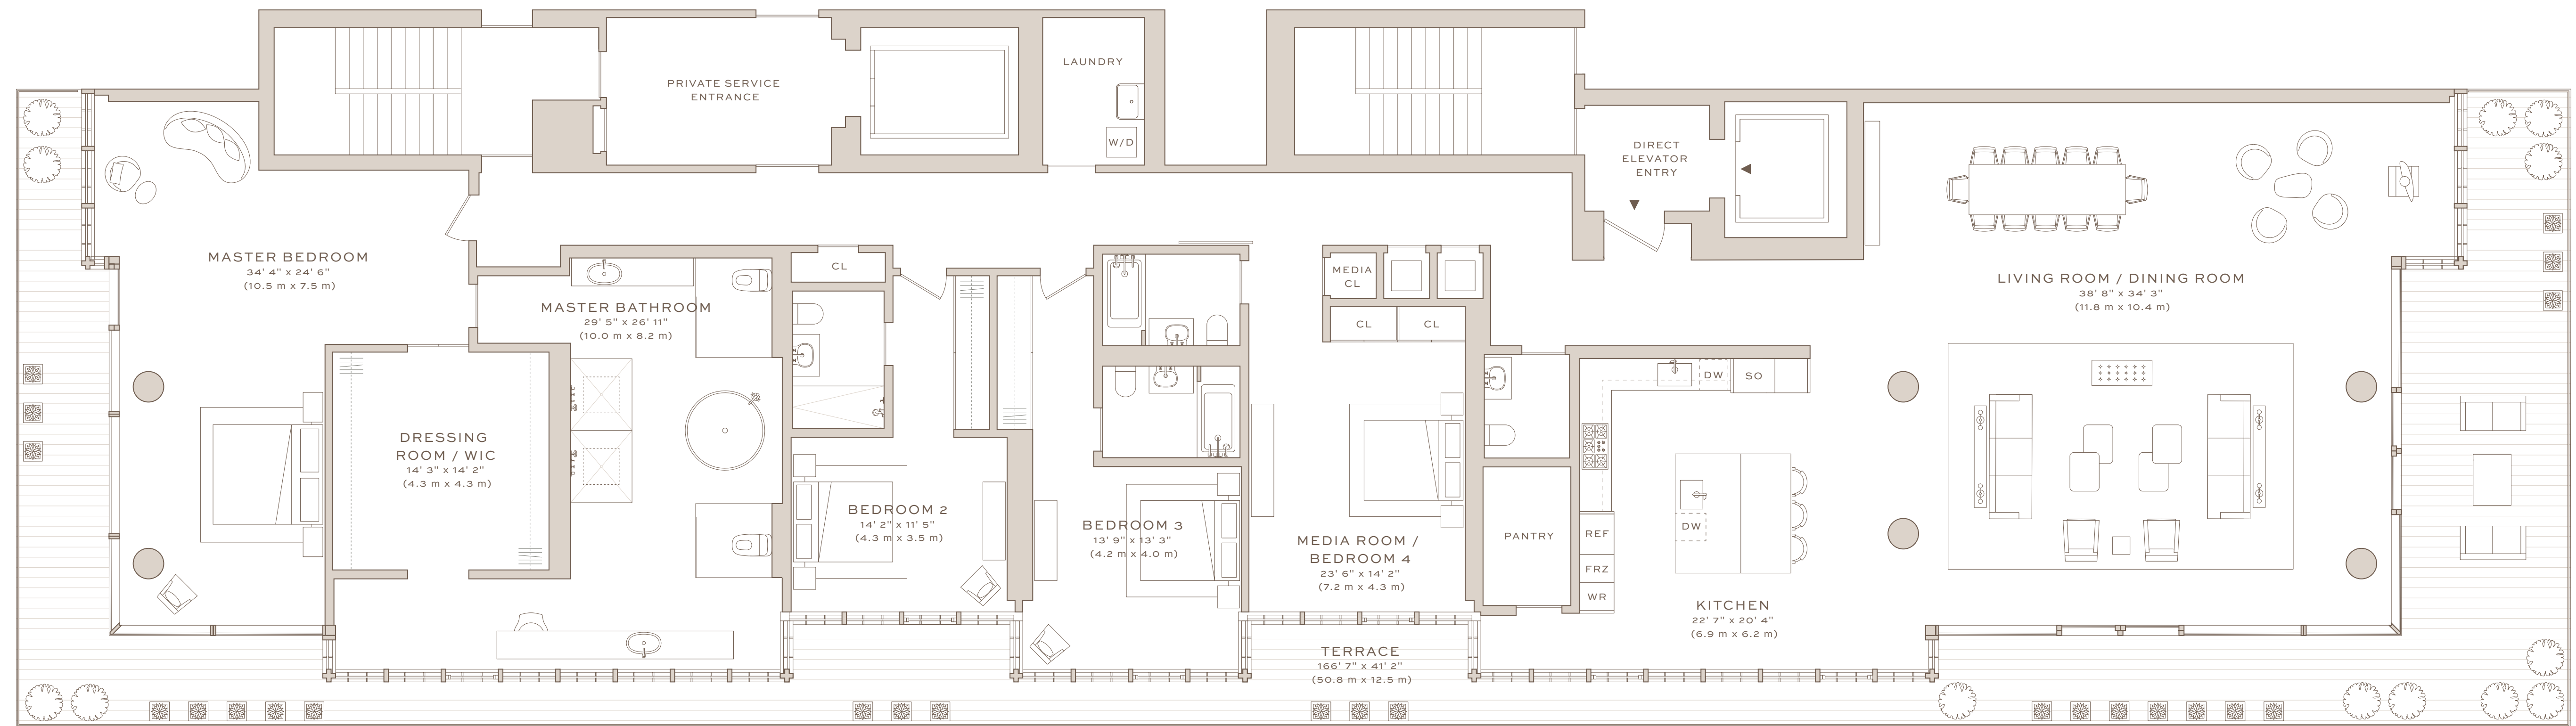 PRIVATE SERVICE
ENTRANCE
LAUNDRY
W/D
DIRECT
ELEVATOR
ENTRY
MASTER BEDROOM
34' 4" x 24' 6"
(10.5 m x 7.5 m)
MASTER BATHROOM
29' 5" x 26' 11"
(10.0 m x 8.2 m)
CL
MEDIA
CL
CL
CL
LIVING ROOM / DINING ROOM
38' 8" x 34' 3"
(11.8 m x 10.4 m)
DRESSING
ROOM / WIC
14' 3" x 14' 2"
(4.3 m x 4.3 m)
DW
SO
BEDROOM 2
14' 2" x 11' 5"
(4.3 m x 3.5 m)
BEDROOM 3
13' 9" x 13' 3"
(4.2 m x 4.0 m)
MEDIA ROOM /
BEDROOM 4
23' 6" x 14' 2"
(7.2 m x 4.3 m)
PANTRY
REF
FRZ
WR
DW
KITCHEN
22' 7" x 20' 4"
(6.9 m x 6.2 m)
TERRACE
166' 7" x 41' 2"
(50.8 m x 12.5 m)